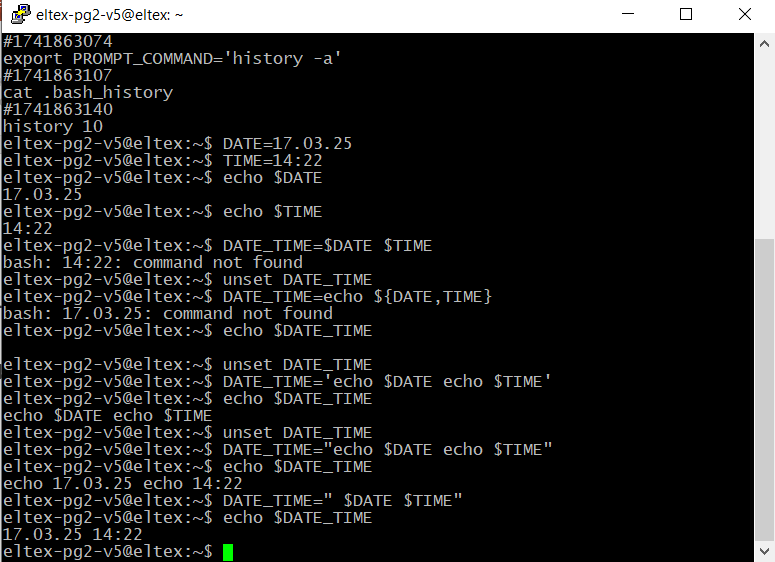 eltex-pg2-v5@eltex: ~
#1741863074
export PROMPT_COMMAND='history -a'
#1741863107
cat .bash_history
#1741863140
history 10
eltex-pg2-v5@eltex:~$ DATE=17.03.25
eltex-pg2-v5@eltex:~$ TIME=14:22
eltex-pg2-v5@eltex:~$ echo $DATE
17.03.25
eltex-pg2-v5@eltex:~$ echo $TIME
14:22
eltex-pg2-v5@eltex:~$ DATE_TIME=$DATE $TIME
bash: 14:22: command not found
eltex-pg2-v5@eltex:~$ unset DATE_TIME
eltex-pg2-v5@eltex:~$ DATE_TIME=echo ${DATE,TIME}
bash: 17.03.25: command not found
eltex-pg2-v5@eltex:~$ echo $DATE_TIME

eltex-pg2-v5@eltex:~$ unset DATE_TIME
eltex-pg2-v5@eltex:~$ DATE_TIME='echo $DATE echo $TIME'
eltex-pg2-v5@eltex:~$ echo $DATE_TIME
echo $DATE echo $TIME
eltex-pg2-v5@eltex:~$ unset DATE_TIME
eltex-pg2-v5@eltex:~$ DATE_TIME="echo $DATE echo $TIME"
eltex-pg2-v5@eltex:~$ echo $DATE_TIME
echo 17.03.25 echo 14:22
eltex-pg2-v5@eltex:~$ DATE_TIME=" $DATE $TIME"
eltex-pg2-v5@eltex:~$ echo $DATE_TIME
17.03.25 14:22
eltex-pg2-v5@eltex:~$